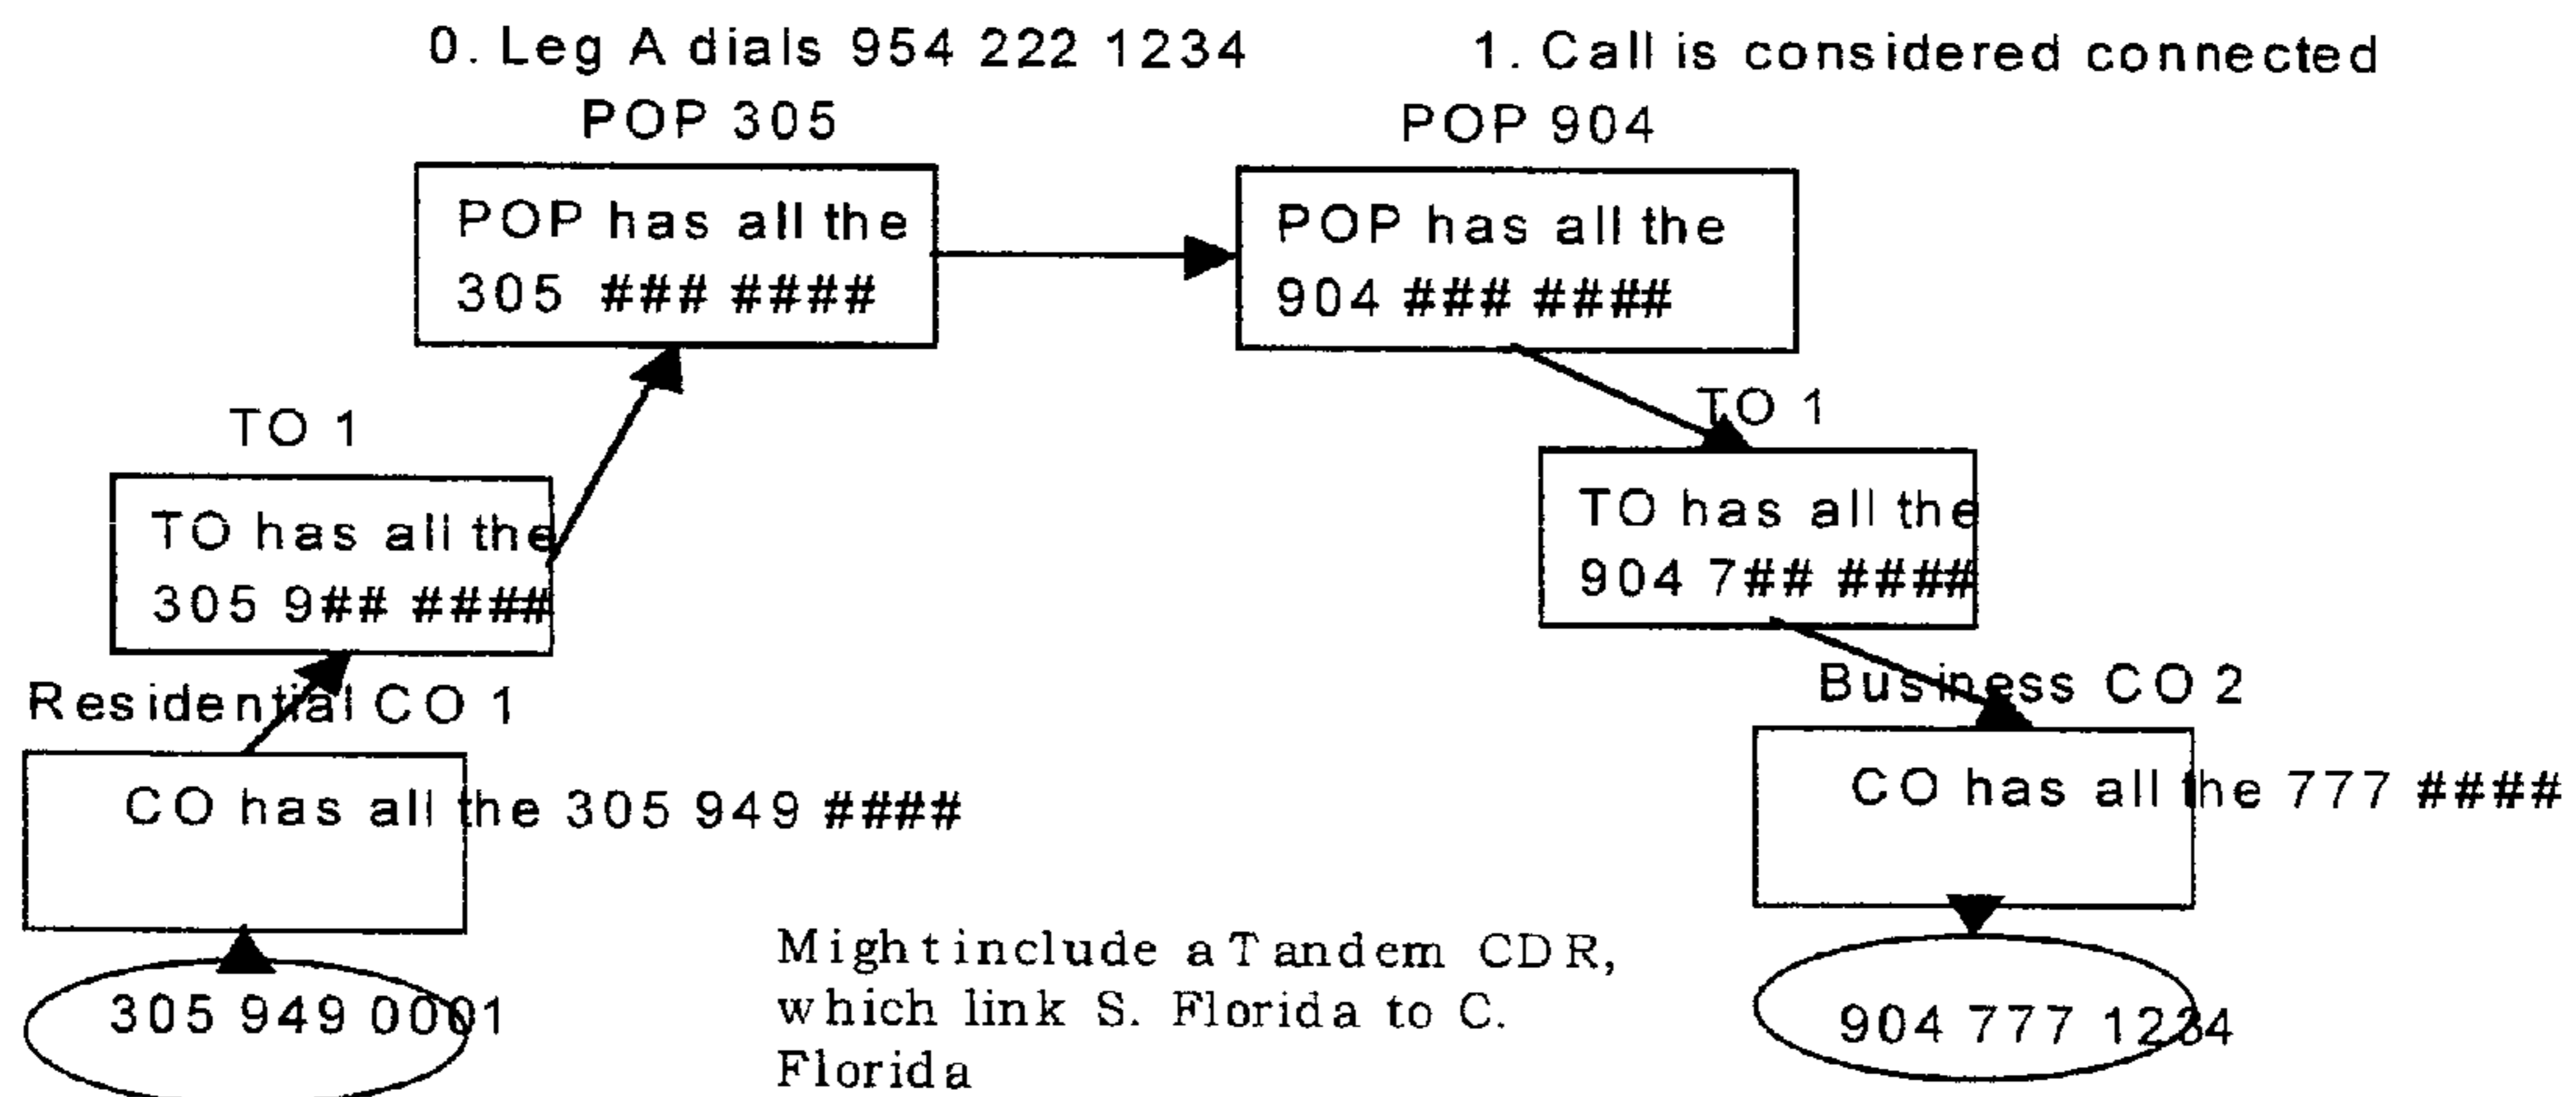 0. Leg A dials 954 222 1234
1. Call is considered connected
POP 305
POP 904
POP has all the
305 ### ####
POP has all the
904 ### ####
TO 1
TO has all the
305 9## ####
TO 1
TO has all the
904 7## ####
Residential CO 1
CO has all the 305 949 ####
Business CO 2
CO has all the 777 ####
305 949 0001
Might include a Tandem CDR,
which link S. Florida to C.
Florida
904 777 1234